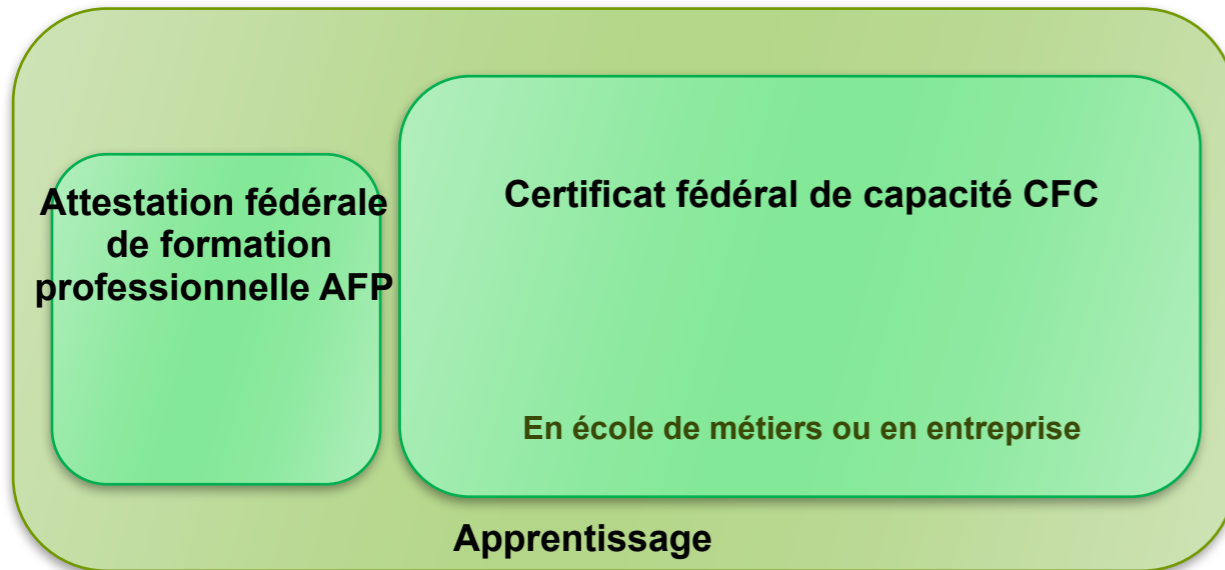 Attestation fédérale
de formation
professionnelle AFP
Certificat fédéral de capacité CFC
En école de métiers ou en entreprise
Apprentissage